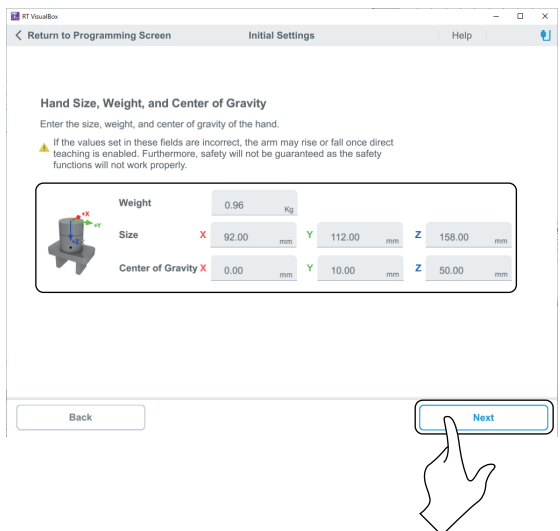 RT VisualBox
Return to Programming Screen Initial Settings Help
Hand Size, Weight, and Center of Gravity
Enter the size, weight, and center of gravity of the hand.
If the values set in these fields are incorrect, the arm may rise or fall once direct
teaching is enabled. Furthermore, safety will not be guaranteed as the safety
functions will not work properly.
+X
+Y
+Z
Weight 0.96 Kg
Size X 92.00 mm Y 112.00 mm Z 158.00 mm
Center of Gravity X 0.00 mm Y 10.00 mm Z 50.00 mm
Back Next